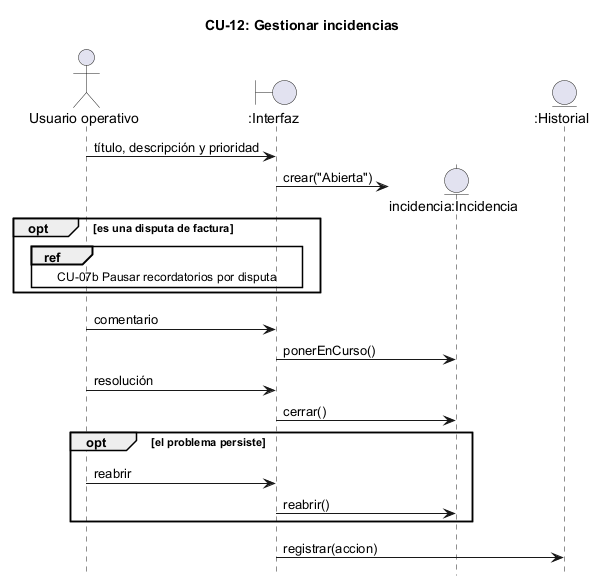 CU-12: Gestionar incidencias
Usuario operativo
:Interfaz
:Historial
título, descripción y prioridad
crear("Abierta")
incidencia:Incidencia
opt [es una disputa de factura]
ref
CU-07b Pausar recordatorios por disputa
comentario
ponerEnCurso()
resolución
cerrar()
opt [el problema persiste]
reabrir
reabrir()
registrar(accion)